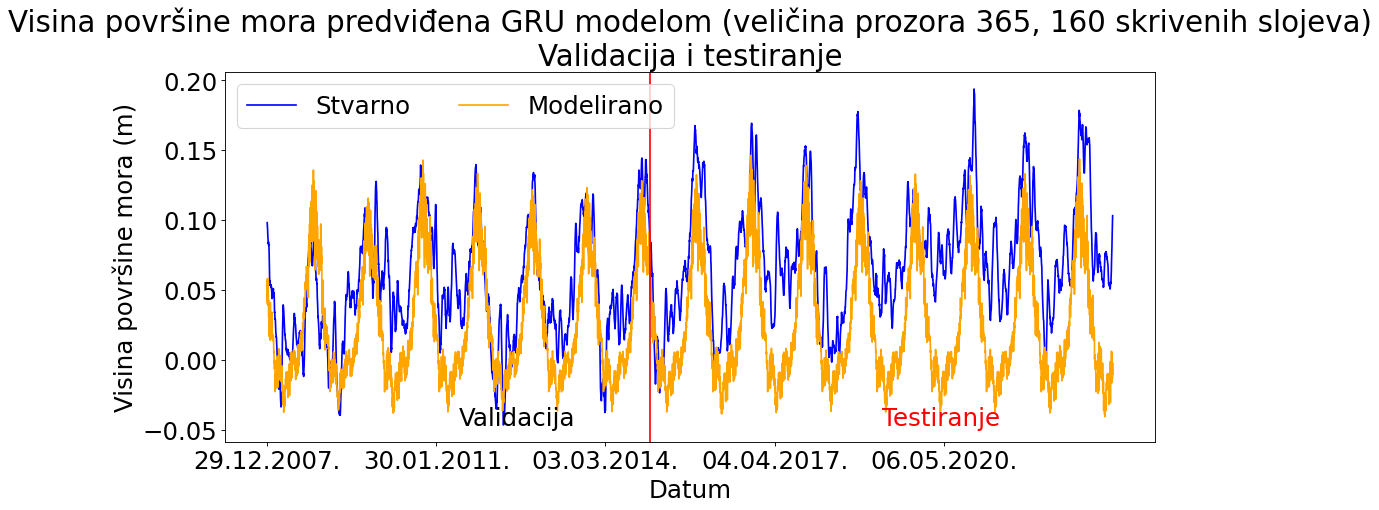 Visina površine mora predviđena GRU modelom (veličina prozora 365, 160 skrivenih slojeva)
Validacija i testiranje
Stvarno
Modelirano
Visina površine mora (m)
0.20
0.15
0.10
0.05
0.00
−0.05
Validacija
Testiranje
29.12.2007.
30.01.2011.
03.03.2014.
04.04.2017.
06.05.2020.
Datum